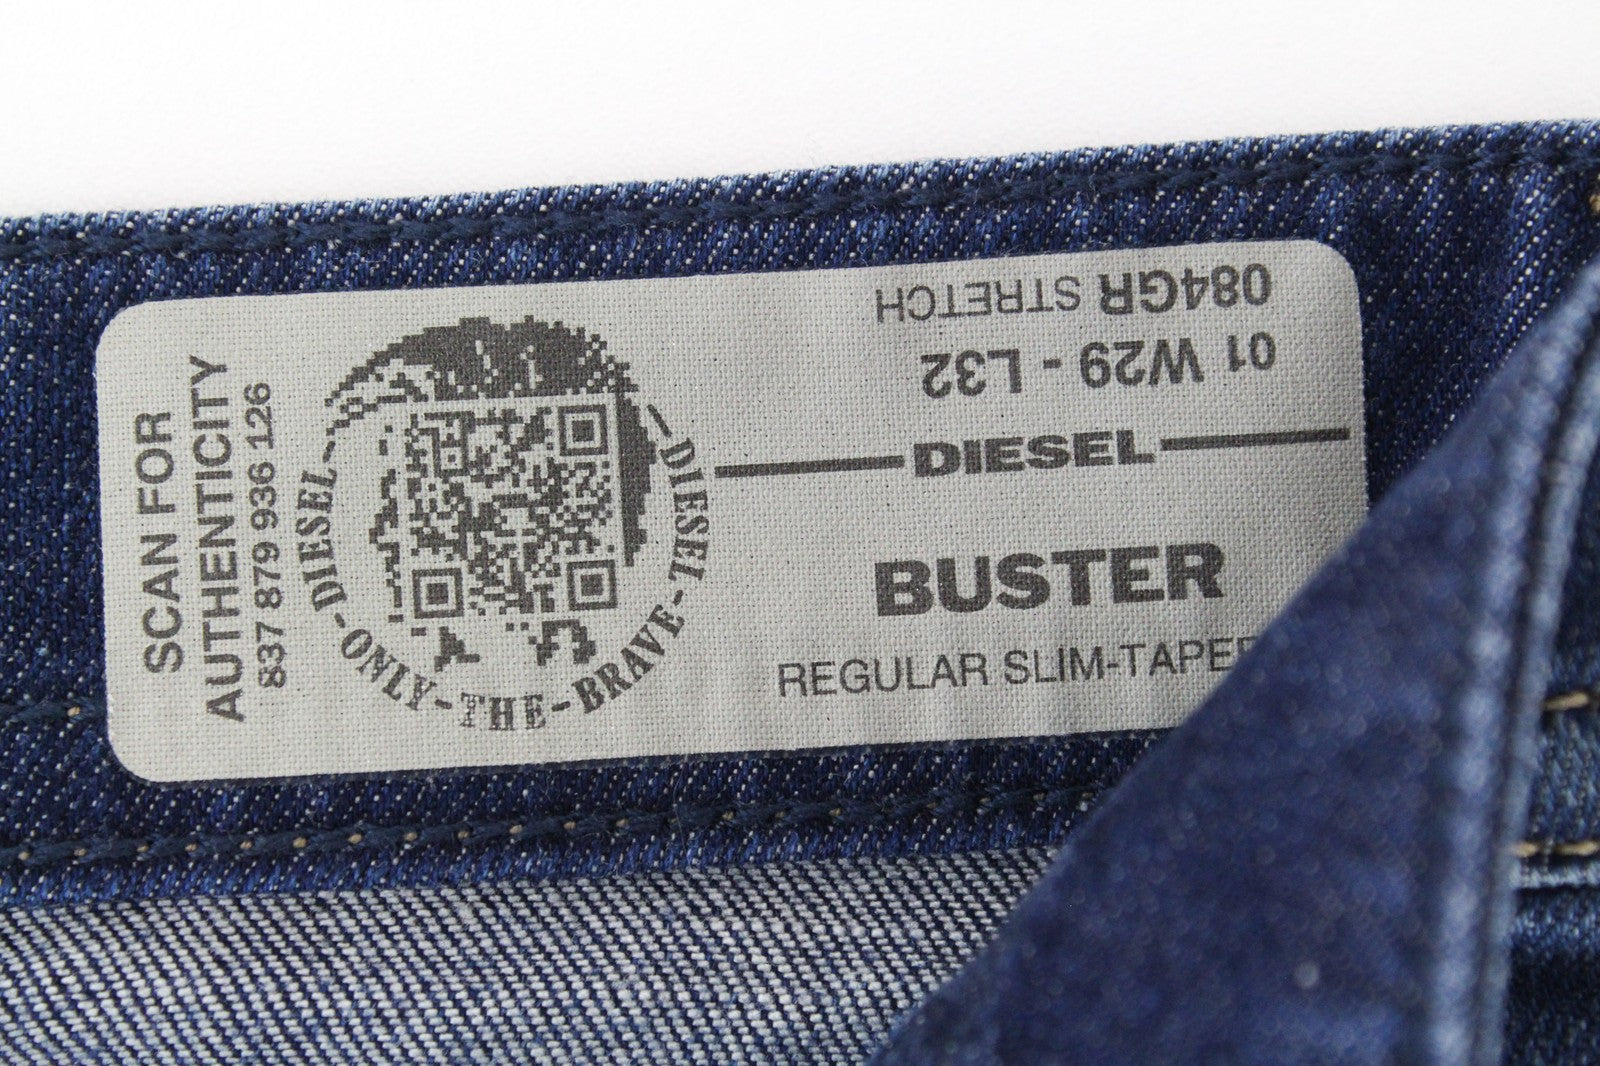 SCAN FOR
AUTHENTICITY
837 879 936 126
DIESEL - ONLY - THE - BRAVE - DIESEL
084GR STRETCH
01 W29 - L32
DIESEL
BUSTER
REGULAR SLIM-TAPER